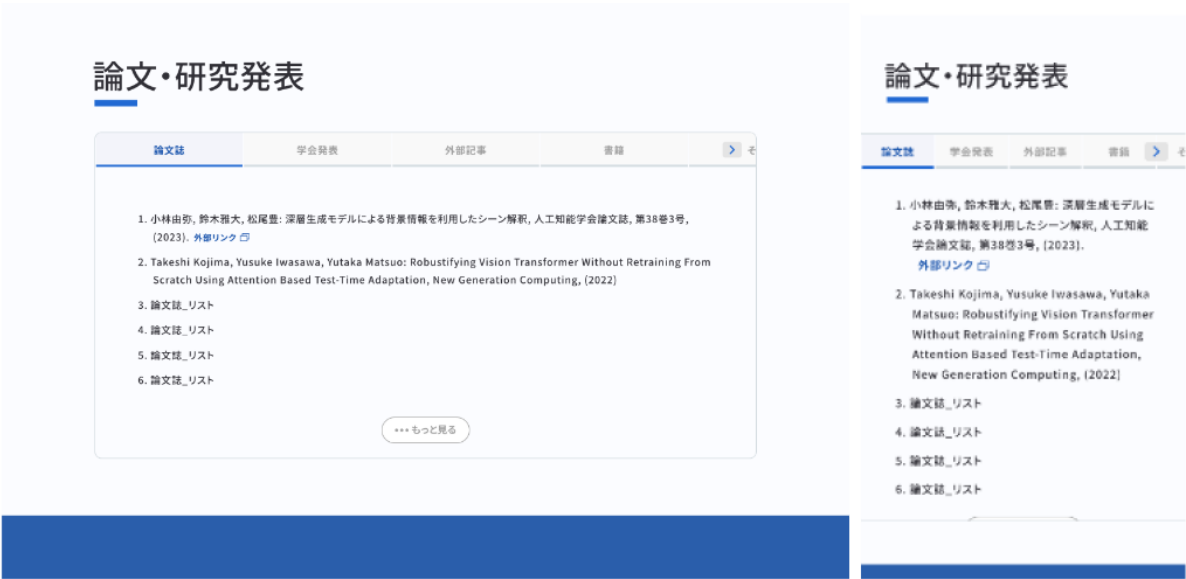 論文・研究発表
論文誌 学会発表 外部記事 書籍 そ
1. 小林由弥, 鈴木雅大, 松尾豊: 深層生成モデルによる背景情報を利用したシーン解釈, 人工知能学会論文誌, 第38巻3号,
(2023). 外部リンク
2. Takeshi Kojima, Yusuke Iwasawa, Yutaka Matsuo: Robustifying Vision Transformer Without Retraining From
Scratch Using Attention Based Test-Time Adaptation, New Generation Computing, (2022)
3. 論文誌_リスト
4. 論文誌_リスト
5. 論文誌_リスト
6. 論文誌_リスト
••• もっと見る
論文・研究発表
論文誌 学会発表 外部記事 書籍 そ
1. 小林由弥, 鈴木雅大, 松尾豊: 深層生成モデルに
よる背景情報を利用したシーン解釈, 人工知能
学会論文誌, 第38巻3号, (2023).
外部リンク
2. Takeshi Kojima, Yusuke Iwasawa, Yutaka
Matsuo: Robustifying Vision Transformer
Without Retraining From Scratch Using
Attention Based Test-Time Adaptation,
New Generation Computing, (2022)
3. 論文誌_リスト
4. 論文誌_リスト
5. 論文誌_リスト
6. 論文誌_リスト